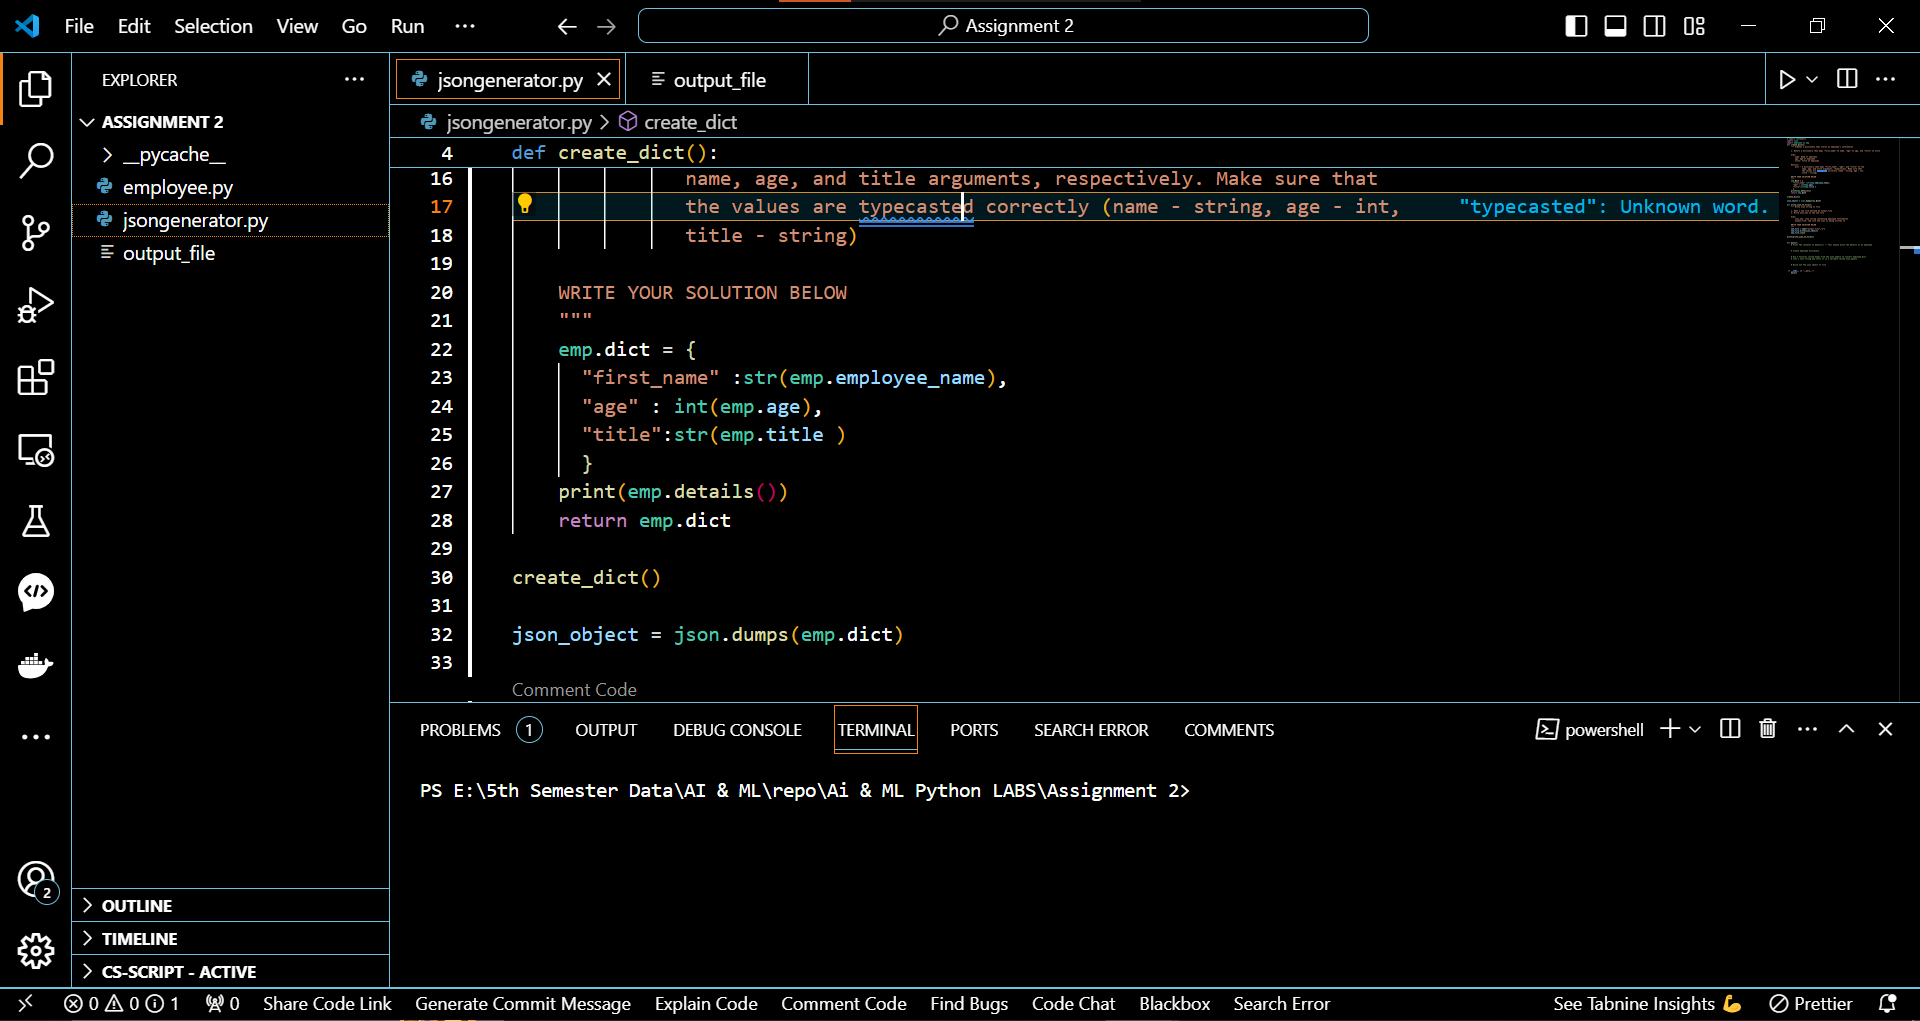 File Edit Selection View Go Run ··· Assignment 2
EXPLORER ···
ASSIGNMENT 2
__pycache__
employee.py
jsongenerator.py
output_file
OUTLINE
TIMELINE
CS-SCRIPT - ACTIVE
jsongenerator.py output_file
jsongenerator.py > create_dict
4 def create_dict():
16 name, age, and title arguments, respectively. Make sure that
17 the values are typecasted correctly (name - string, age - int, "typecasted": Unknown word.
18 title - string)
19
20 WRITE YOUR SOLUTION BELOW
21 """
22 emp.dict = {
23 "first_name" :str(emp.employee_name),
24 "age" : int(emp.age),
25 "title":str(emp.title )
26 }
27 print(emp.details())
28 return emp.dict
29
30 create_dict()
31
32 json_object = json.dumps(emp.dict)
33
Comment Code
PROBLEMS 1 OUTPUT DEBUG CONSOLE TERMINAL PORTS SEARCH ERROR COMMENTS powershell
PS E:\5th Semester Data\AI & ML\repo\Ai & ML Python LABS\Assignment 2>
2
0 0 1 0 Share Code Link Generate Commit Message Explain Code Comment Code Find Bugs Code Chat Blackbox Search Error See Tabnine Insights Prettier